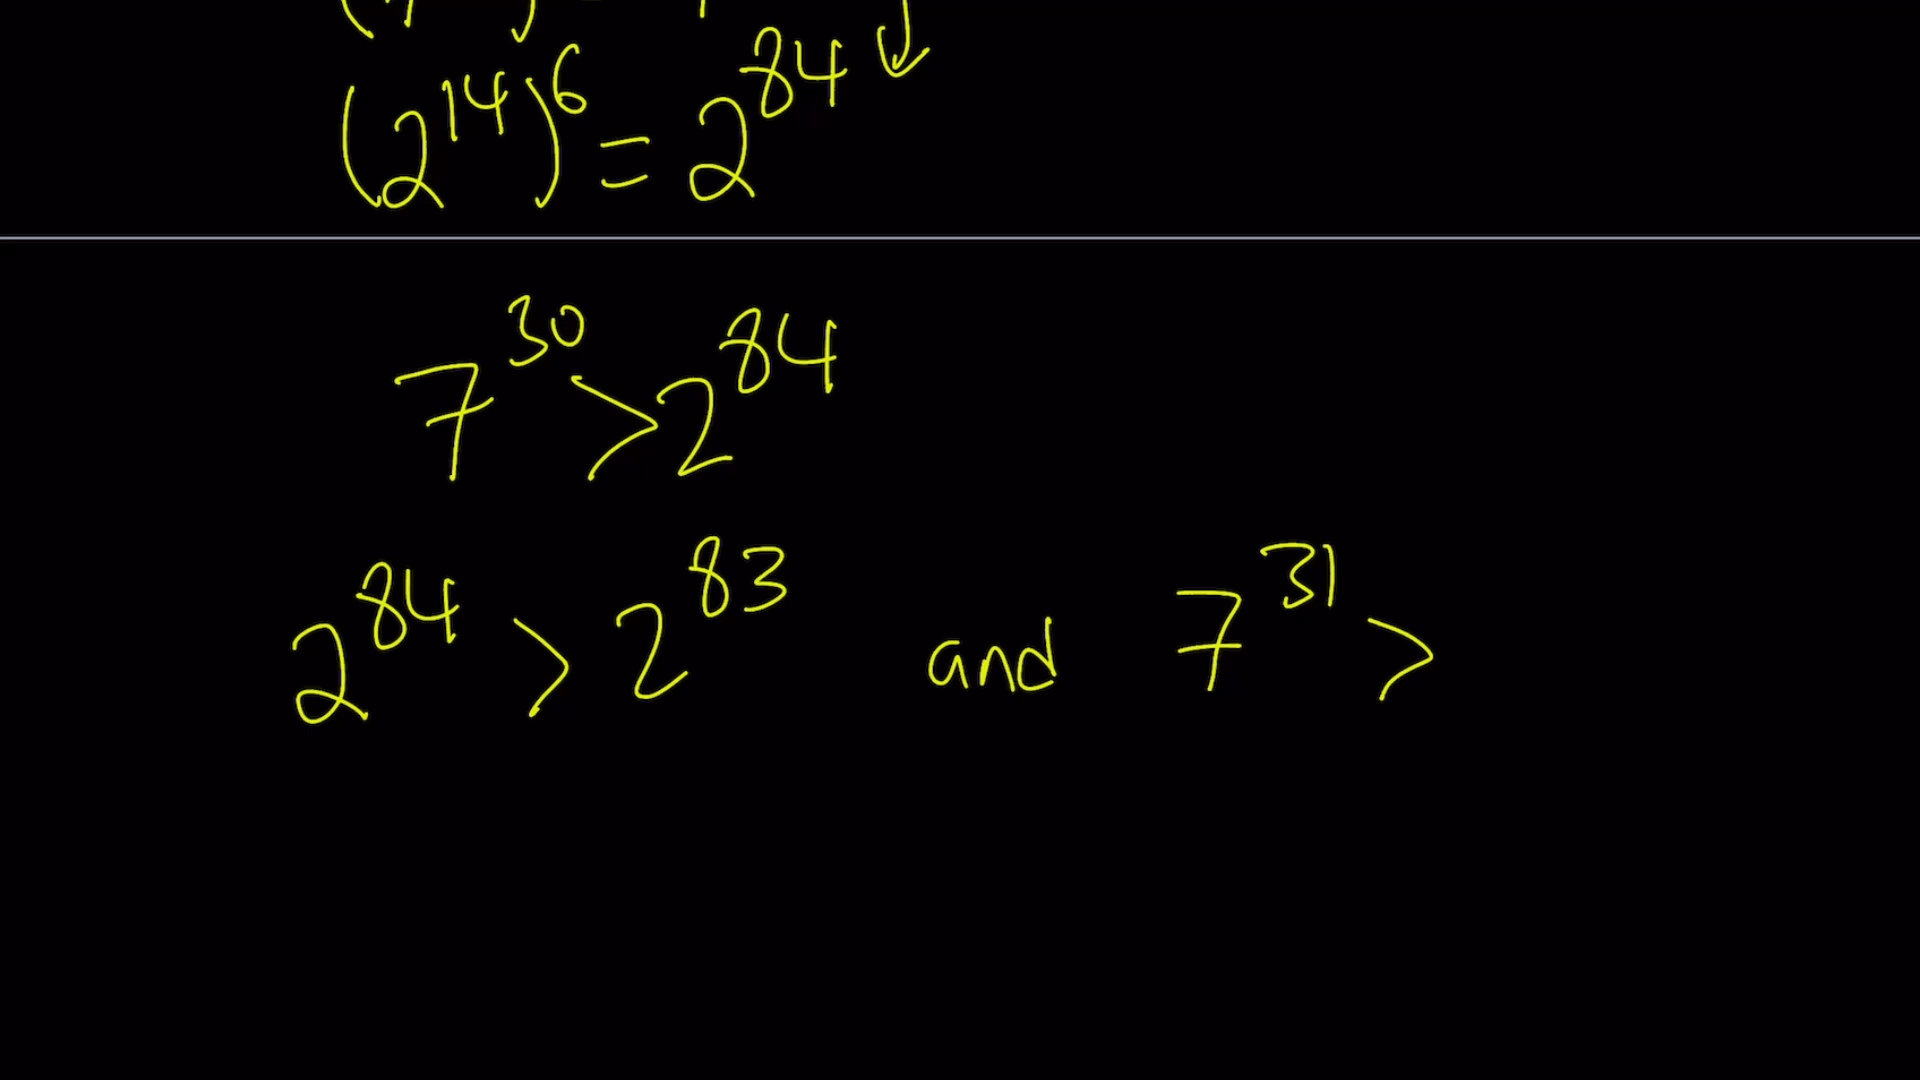 (2^14)^6 = 2^84
7^30 > 2^84
2^84 > 2^83 and 7^31 >